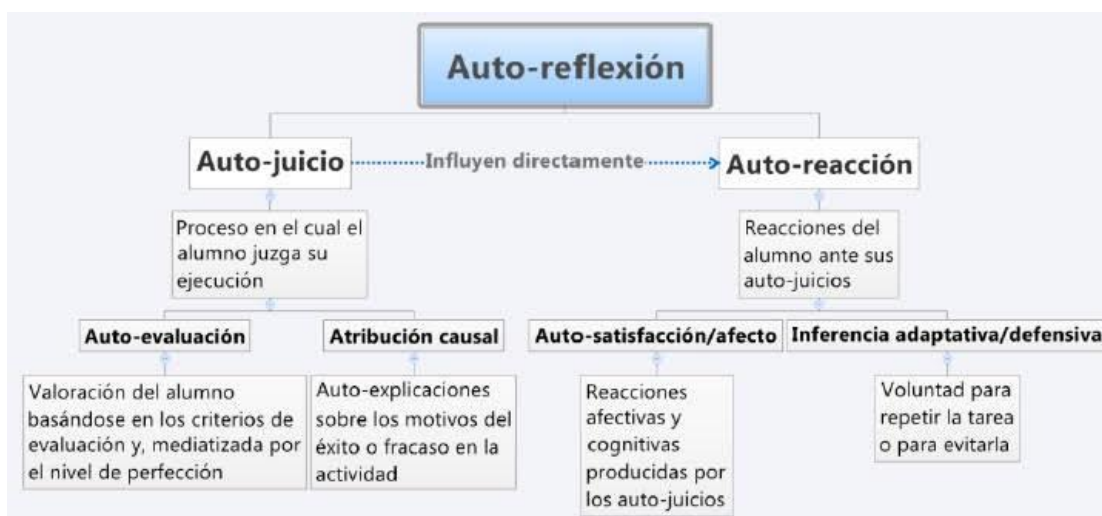 Auto-reflexión
Auto-juicio
Influyen directamente
Auto-reacción
Proceso en el cual el
alumno juzga su
ejecución
Reacciones del
alumno ante sus
auto-juicios
Auto-evaluación
Atribución causal
Auto-satisfacción/afecto
Inferencia adaptativa/defensiva
Valoración del alumno
basándose en los criterios de
evaluación y, mediatizada por
el nivel de perfección
Auto-explicaciones
sobre los motivos del
éxito o fracaso en la
actividad
Reacciones
afectivas y
cognitivas
producidas por
los auto-juicios
Voluntad para
repetir la tarea
o para evitarla